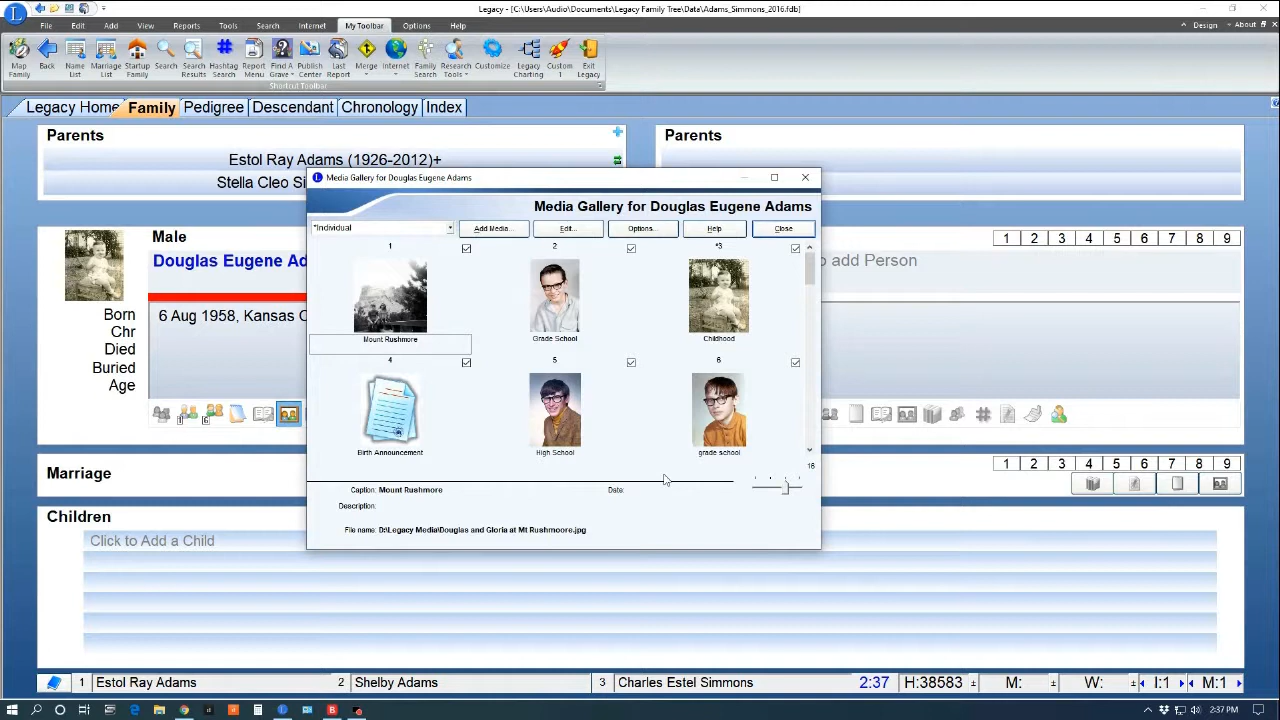 Legacy - [C:\Users\Audio\Documents\Legacy Family Tree\Data\Adams_Simmons_2016.fdb]
File Edit Add View Reports Tools Search Internet My Toolbar Options Help Design About
Map Family Back Name List Marriage List Startup Family Search Search Results Hashtag Search Report Menu Find A Grave Publish Center Last Report Merge Internet Family Search Research Tools Customize Legacy Charting Custom 1 Exit Legacy
Shortcut Toolbar
Legacy Home Family Pedigree Descendant Chronology Index
Parents
Parents
Estol Ray Adams (1926-2012)+
Stella Cleo Si
Media Gallery for Douglas Eugene Adams
Media Gallery for Douglas Eugene Adams
*Individual Add Media... Edit... Options... Help Close
1 2 *3
Mount Rushmore Grade School Childhood
4 5 6
Birth Announcement High School grade school
16
Caption: Mount Rushmore Date:
Description:
File name: D:\Legacy Media\Douglas and Gloria at Mt Rushmoore.jpg
Male
Douglas Eugene Ad
Born 6 Aug 1958, Kansas C
Chr
Died
Buried
Age
1 2 3 4 5 6 7 8 9
o add Person
Marriage
1 2 3 4 5 6 7 8 9
Children
Click to Add a Child
1 Estol Ray Adams 2 Shelby Adams 3 Charles Estel Simmons 2:37 H:38583 ± M: ± W: ± I:1 M:1
2:37 PM